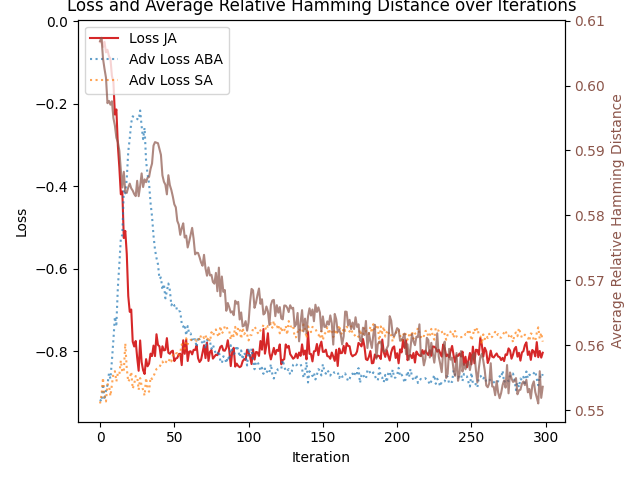 Loss and Average Relative Hamming Distance over Iterations
Loss JA
Adv Loss ABA
Adv Loss SA
0.0
−0.2
−0.4
−0.6
−0.8
Loss
0.61
0.60
0.59
0.58
0.57
0.56
0.55
Average Relative Hamming Distance
0
50
100
150
200
250
300
Iteration